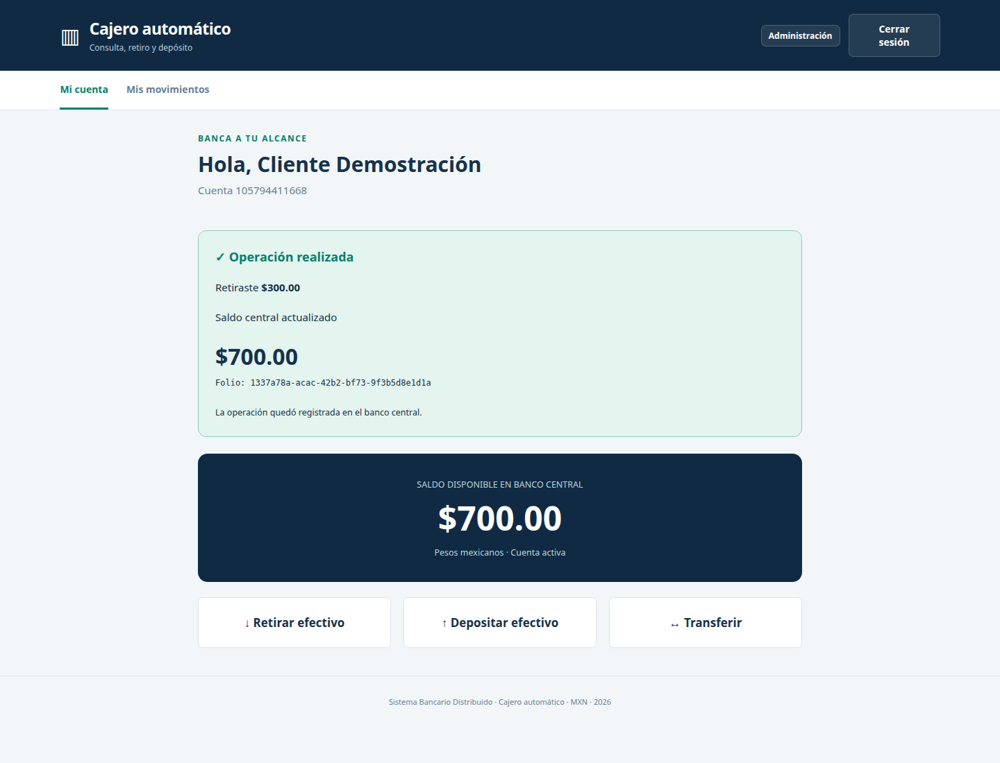 Cajero automático
Consulta, retiro y depósito
Administración
Cerrar
sesión
Mi cuenta
Mis movimientos
BANCA A TU ALCANCE
Hola, Cliente Demostración
Cuenta 105794411668
✓ Operación realizada
Retiraste $300.00
Saldo central actualizado
$700.00
Folio: 1337a78a-acac-42b2-bf73-9f3b5d8e1d1a
La operación quedó registrada en el banco central.
SALDO DISPONIBLE EN BANCO CENTRAL
$700.00
Pesos mexicanos · Cuenta activa
↓ Retirar efectivo
↑ Depositar efectivo
↔ Transferir
Sistema Bancario Distribuido · Cajero automático · MXN · 2026